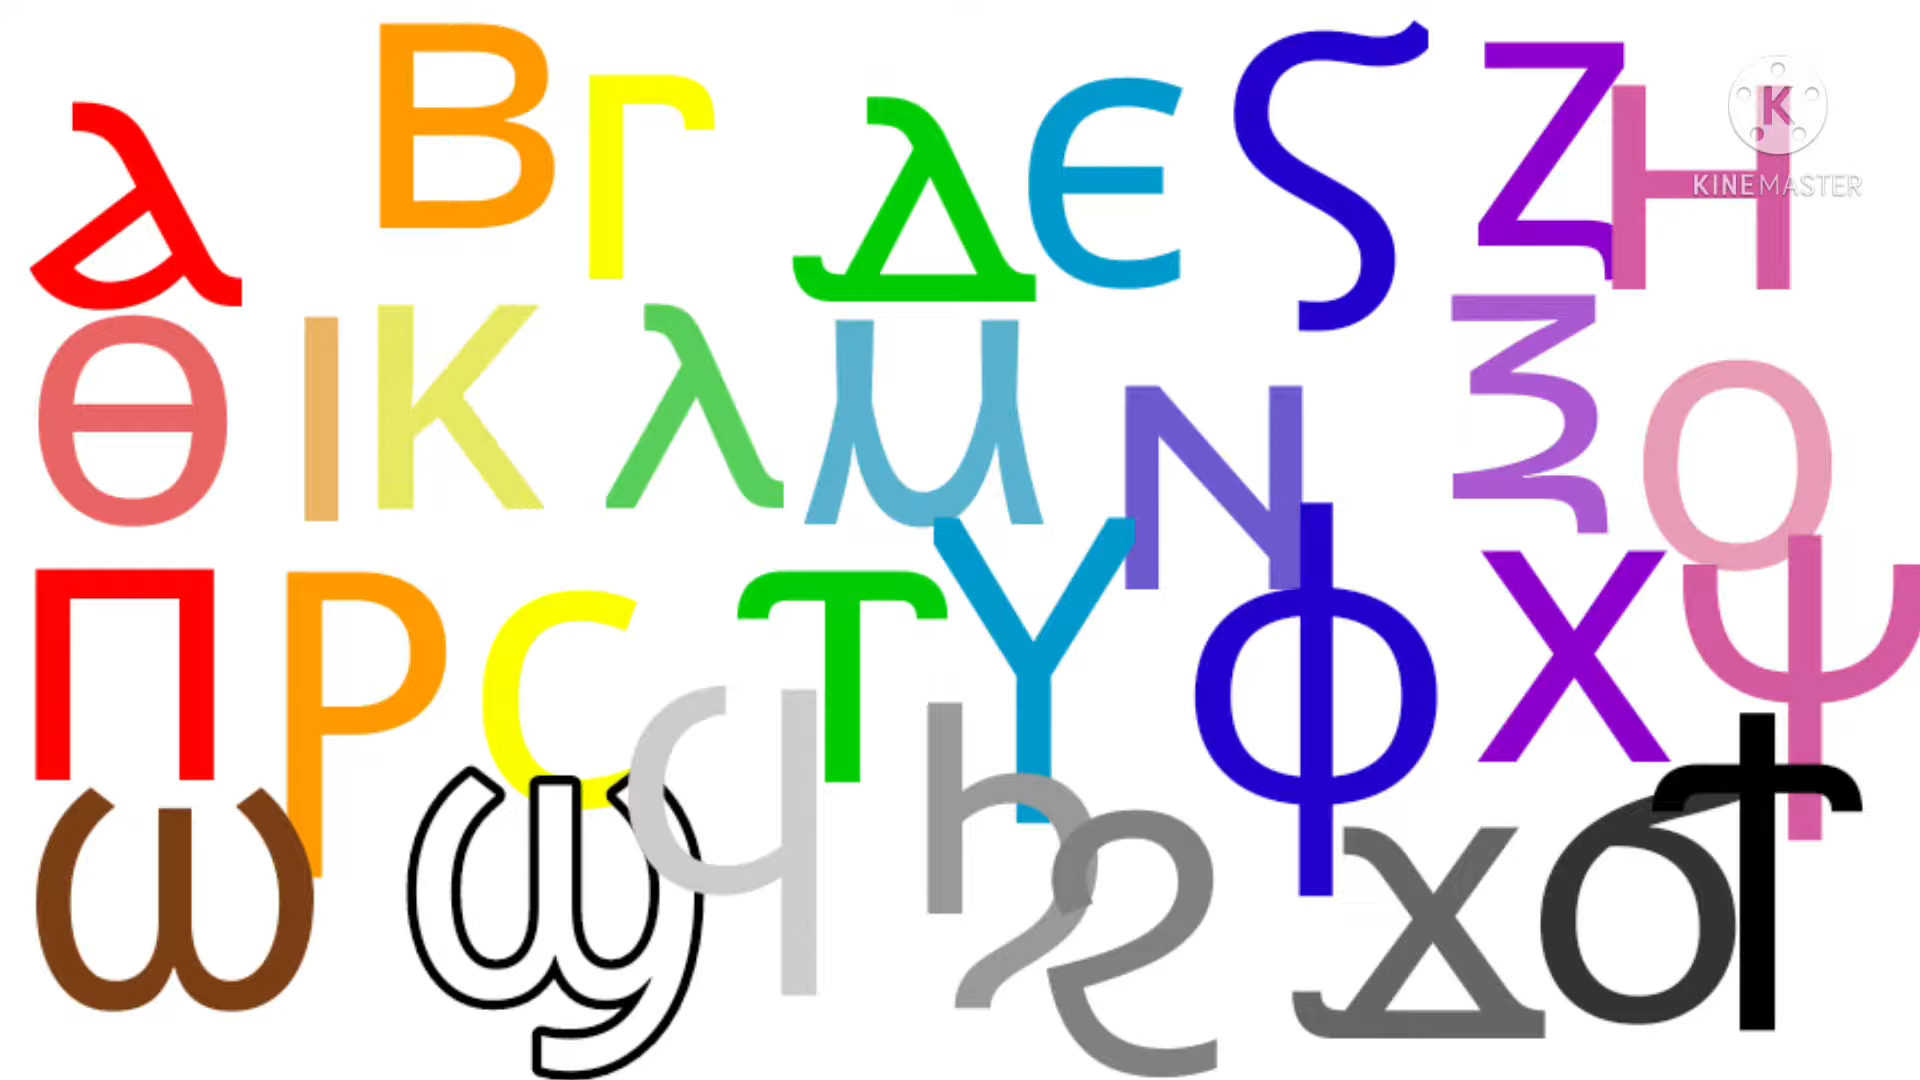 Ⲁ Ⲃ Ⲅ Ⲇ Ⲉ Ⲋ Ⲍ Ⲏ
Ⲑ Ⲓ Ⲕ Ⲗ Ⲙ Ⲛ Ⲝ Ⲟ
Ⲡ Ⲣ Ⲥ Ⲧ Ⲩ Ⲫ Ⲭ Ⲯ
Ⲱ Ϣ Ϥ Ϧ Ϩ Ϫ Ϭ Ϯ
K
KINEMASTER